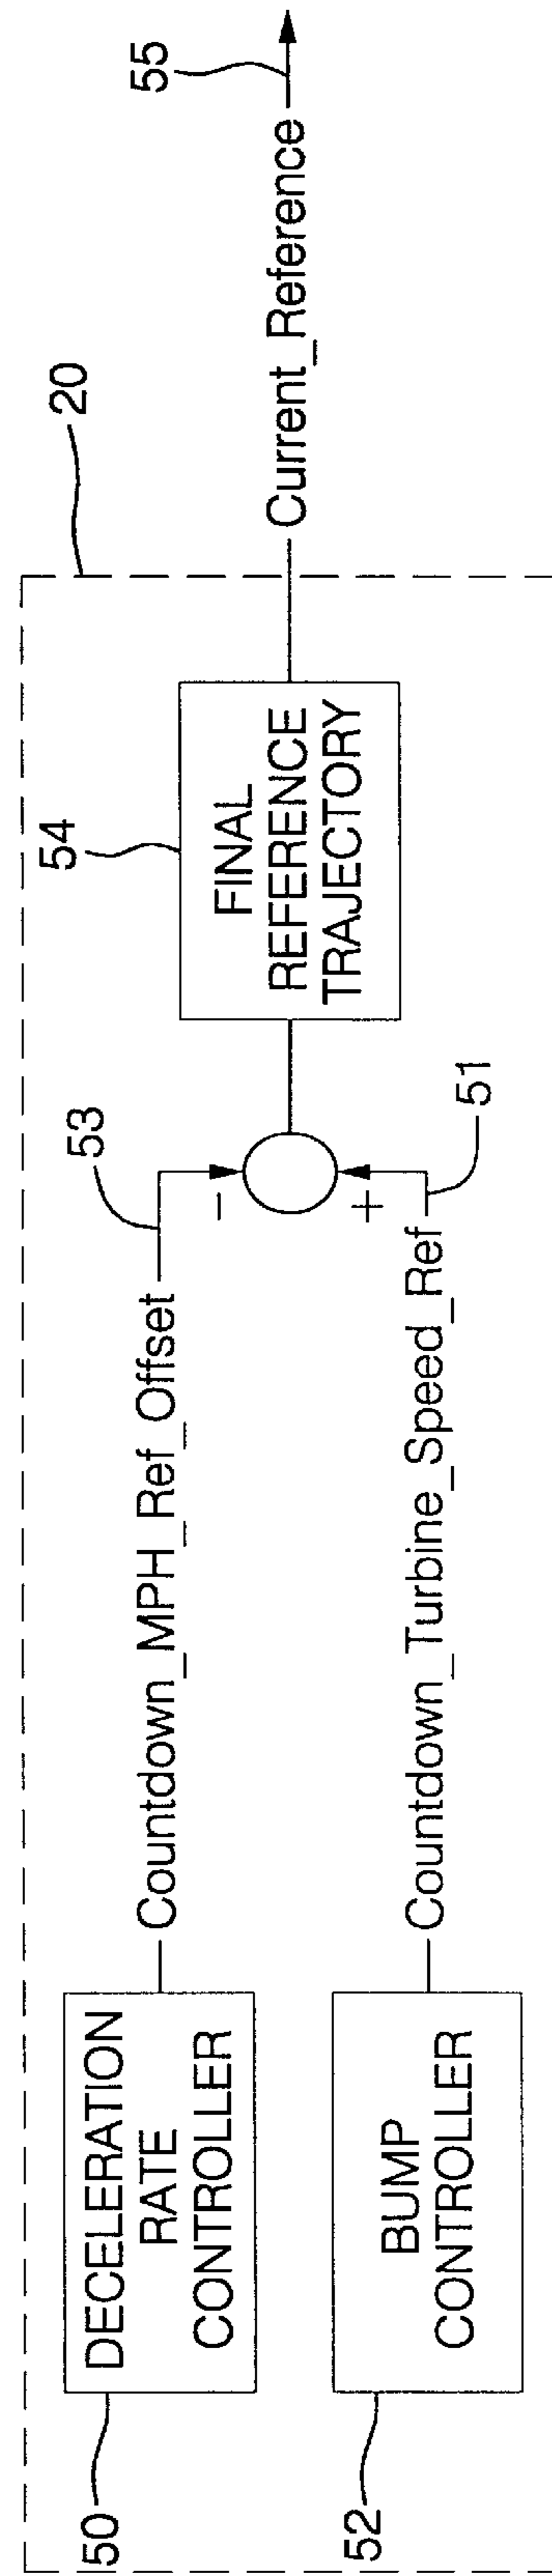 20
50
DECELERATION
RATE
CONTROLLER
Countdown_MPH_Ref_Offset
53
-
54
FINAL
REFERENCE
TRAJECTORY
Current_Reference
55
52
BUMP
CONTROLLER
Countdown_Turbine_Speed_Ref
51
+